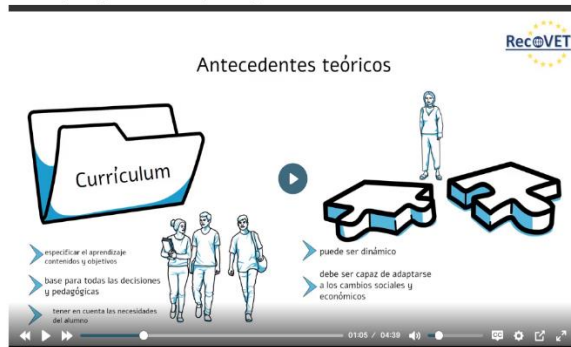 RecoVET
Antecedentes teóricos
Currículum
especificar el aprendizaje
contenidos y objetivos
base para todas las decisiones
y pedagógicas
tener en cuenta las necesidades
del alumno
puede ser dinámico
debe ser capaz de adaptarse
a los cambios sociales y
económicos
01:05 / 04:39
CC